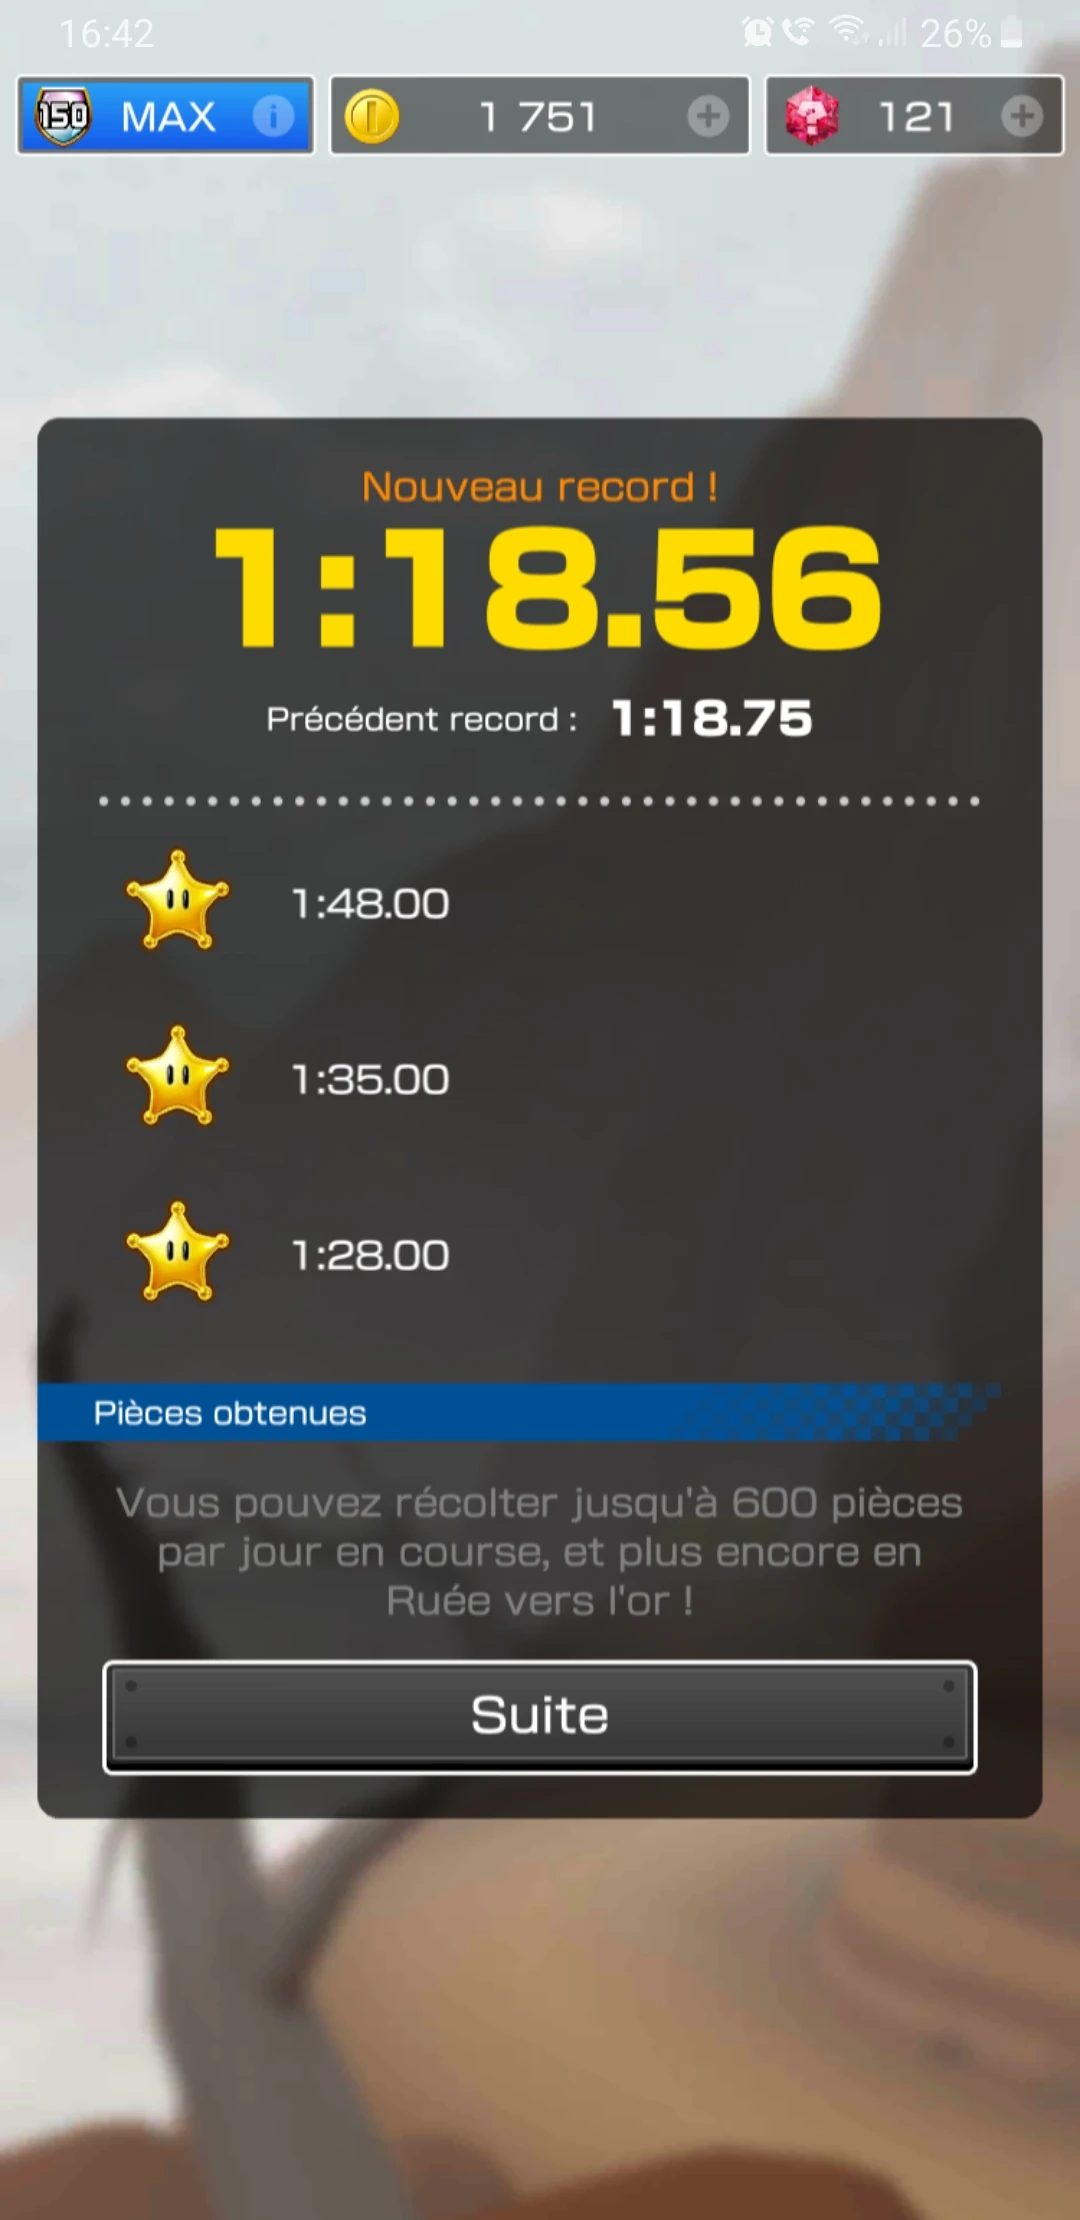 16:42
26%
150 MAX i
1 751
121
Nouveau record !
1:18.56
Précédent record : 1:18.75
1:48.00
1:35.00
1:28.00
Pièces obtenues
Vous pouvez récolter jusqu'à 600 pièces
par jour en course, et plus encore en
Ruée vers l'or !
Suite